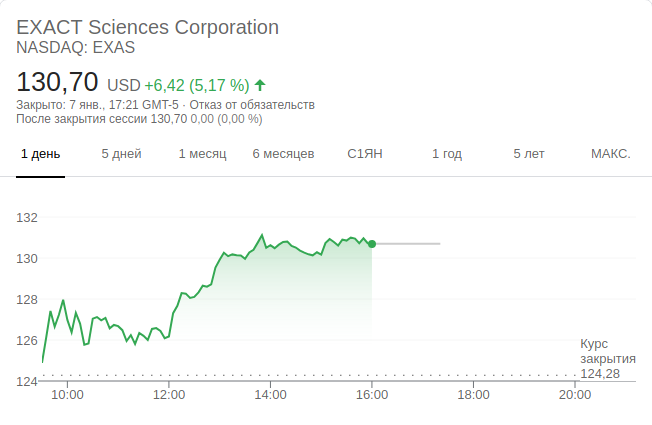 EXACT Sciences Corporation
NASDAQ: EXAS
130,70 USD +6,42 (5,17 %)
Закрыто: 7 янв., 17:21 GMT-5 · Отказ от обязательств
После закрытия сессии 130,70 0,00 (0,00 %)
1 день 5 дней 1 месяц 6 месяцев С1ЯН 1 год 5 лет МАКС.
132
130
128
126
Курс
закрытия
124,28
124
10:00 12:00 14:00 16:00 18:00 20:00